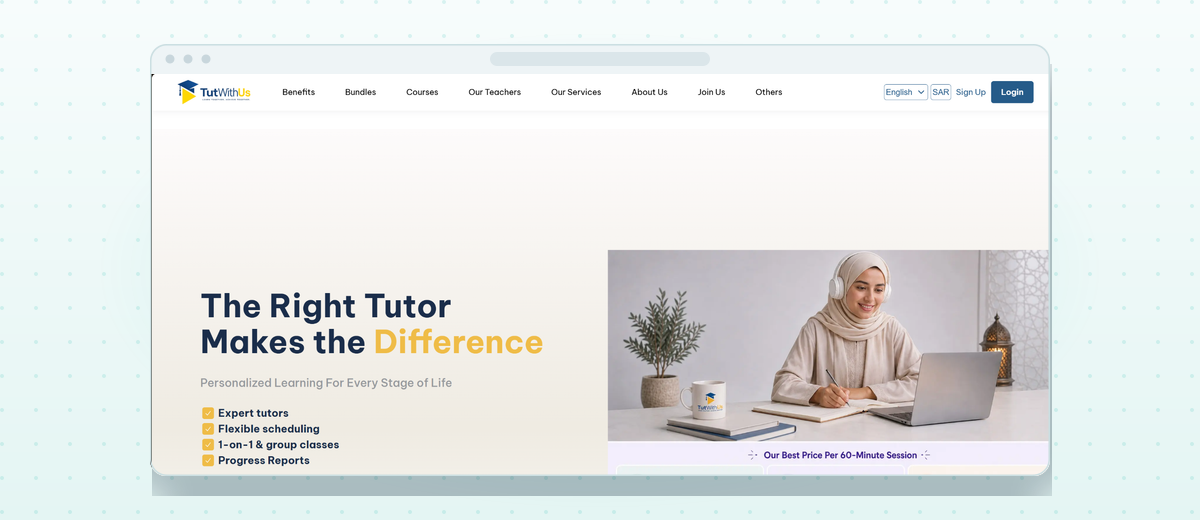 TutWithUs
Benefits
Bundles
Courses
Our Teachers
Our Services
About Us
Join Us
Others
English
SAR
Sign Up
Login
The Right Tutor
Makes the Difference
Personalized Learning For Every Stage of Life
Expert tutors
Flexible scheduling
1-on-1 & group classes
Progress Reports
TutWithUs
Our Best Price Per 60-Minute Session